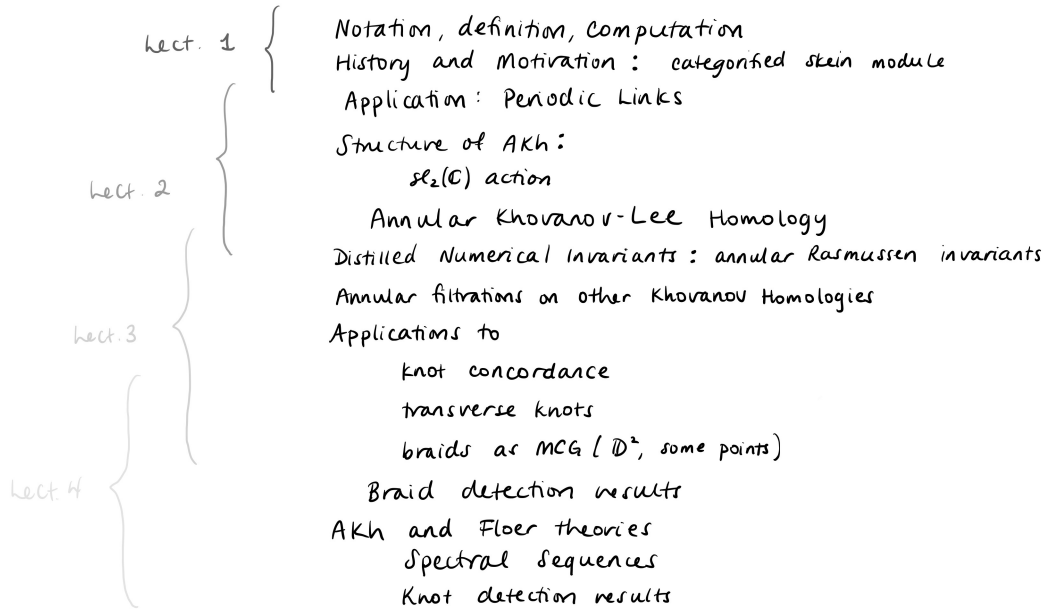 Lect. 1
Notation, definition, computation
History and Motivation : categorified skein module
Application: Periodic Links
Structure of AKh:
Lect. 2
sl₂(ℂ) action
Annular Khovanov-Lee Homology
Distilled Numerical Invariants : annular Rasmussen invariants
Annular filtrations on other Khovanov Homologies
Lect. 3
Applications to
knot concordance
transverse knots
braids as MCG (𝔻², some points)
Lect. 4
Braid detection results
AKh and Floer theories
Spectral Sequences
Knot detection results